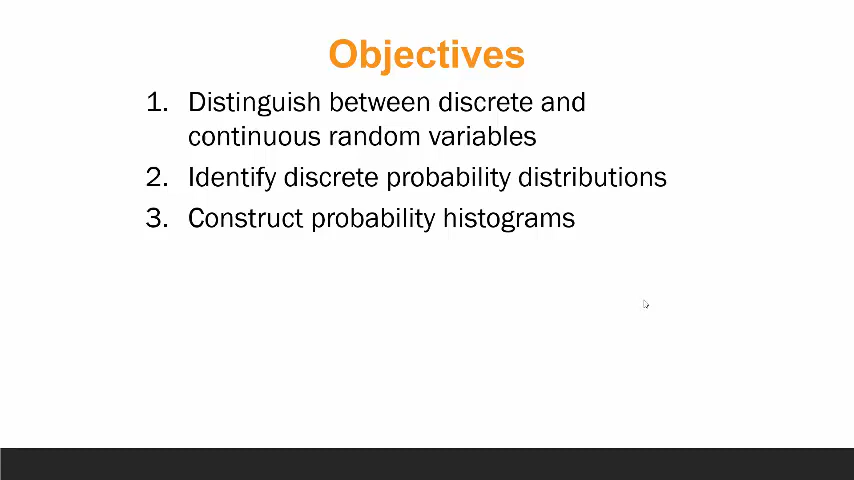 Objectives
1. Distinguish between discrete and
continuous random variables
2. Identify discrete probability distributions
3. Construct probability histograms